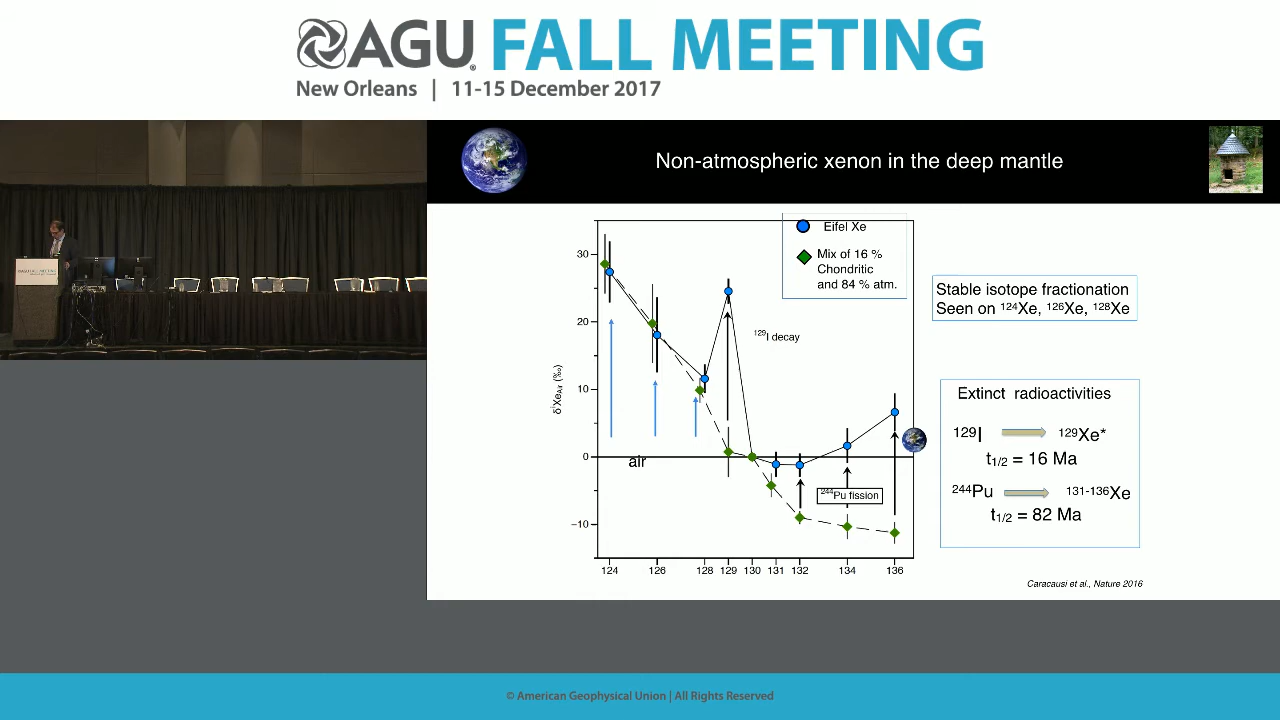 AGU FALL MEETING
New Orleans | 11-15 December 2017
AGU FALL MEETING
Non-atmospheric xenon in the deep mantle
Eifel Xe
Mix of 16 %
Chondritic
and 84 % atm.
30
20
10
0
−10
δⁱXeAir (‰)
¹²⁹I decay
air
²⁴⁴Pu fission
124
126
128
129
130
131
132
134
136
Stable isotope fractionation
Seen on ¹²⁴Xe, ¹²⁶Xe, ¹²⁸Xe
Extinct radioactivities
¹²⁹I ¹²⁹Xe*
t1/2 = 16 Ma
²⁴⁴Pu ¹³¹⁻¹³⁶Xe
t1/2 = 82 Ma
Caracausi et al., Nature 2016
© American Geophysical Union | All Rights Reserved